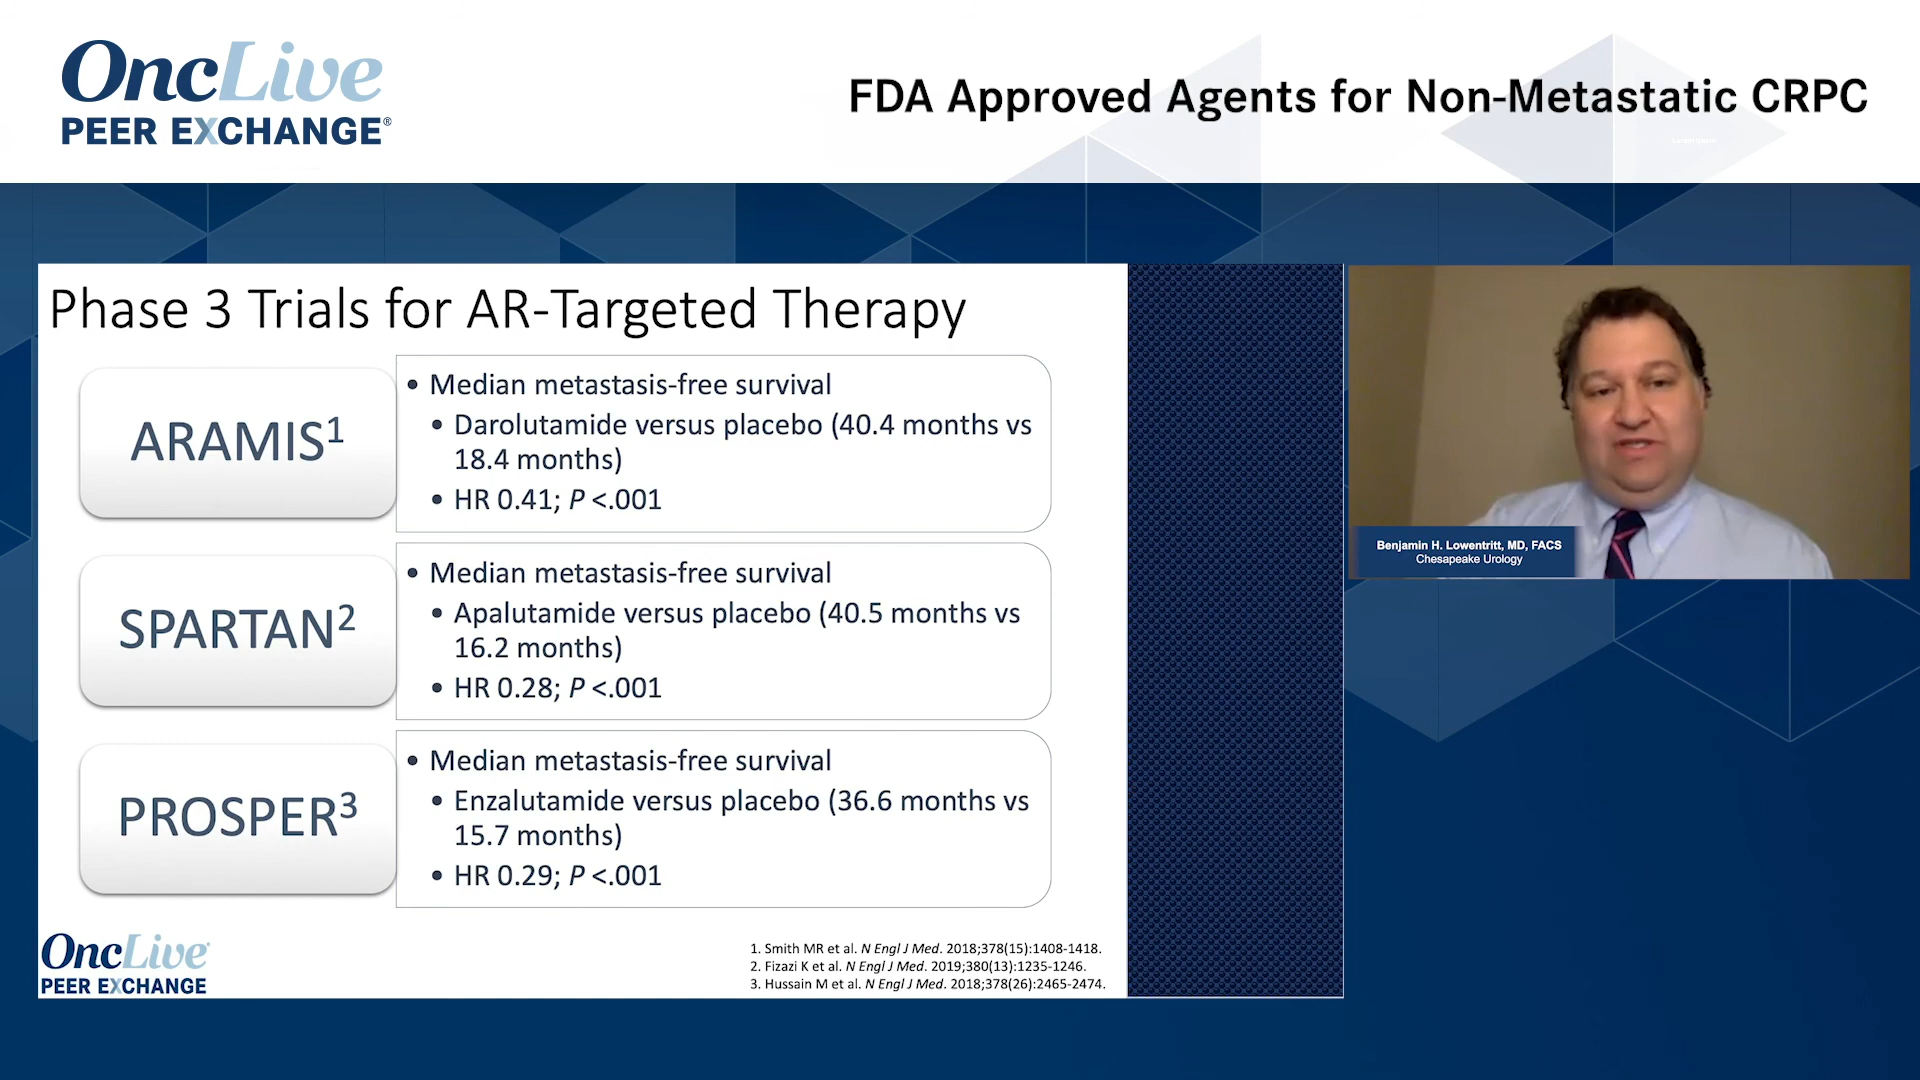 OncLive
PEER EXCHANGE®
FDA Approved Agents for Non-Metastatic CRPC
Phase 3 Trials for AR-Targeted Therapy
ARAMIS1
• Median metastasis-free survival
• Darolutamide versus placebo (40.4 months vs
18.4 months)
• HR 0.41; P <.001
SPARTAN2
• Median metastasis-free survival
• Apalutamide versus placebo (40.5 months vs
16.2 months)
• HR 0.28; P <.001
PROSPER3
• Median metastasis-free survival
• Enzalutamide versus placebo (36.6 months vs
15.7 months)
• HR 0.29; P <.001
OncLive
PEER EXCHANGE
1. Smith MR et al. N Engl J Med. 2018;378(15):1408-1418.
2. Fizazi K et al. N Engl J Med. 2019;380(13):1235-1246.
3. Hussain M et al. N Engl J Med. 2018;378(26):2465-2474.
Benjamin H. Lowentritt, MD, FACS
Chesapeake Urology